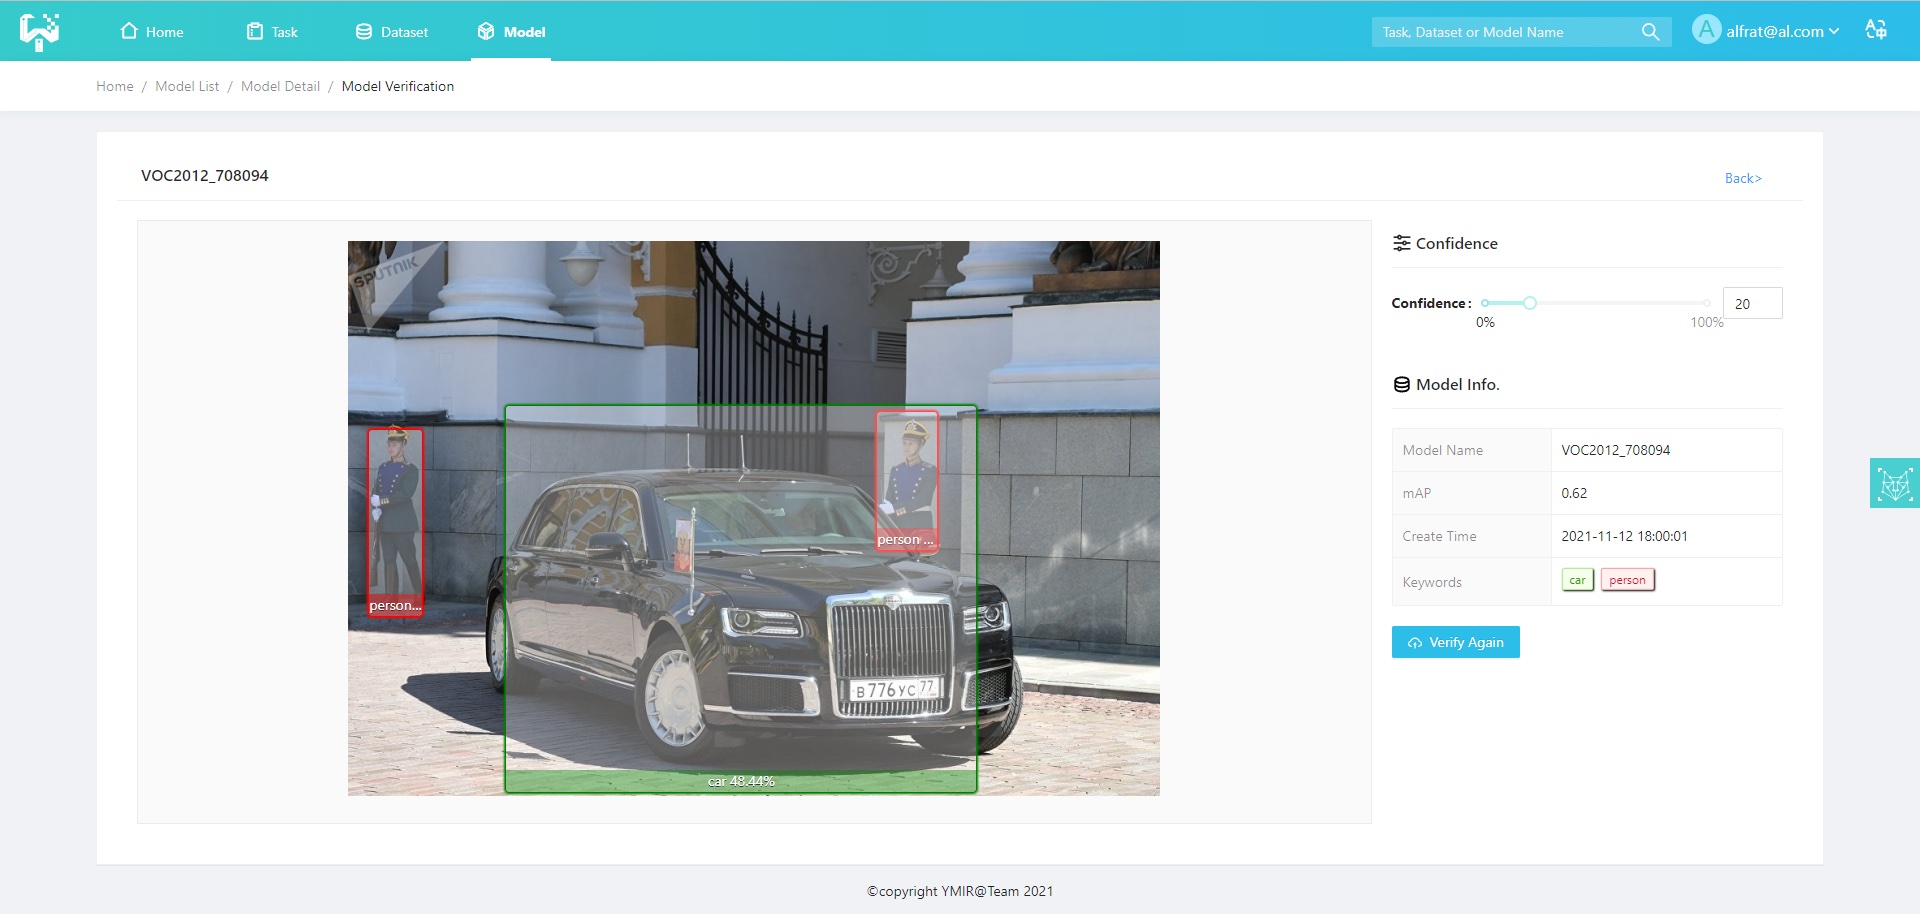 Home
Task
Dataset
Model
Task, Dataset or Model Name
A
alfrat@al.com
Home / Model List / Model Detail / Model Verification
VOC2012_708094
Back>
SPUTNIK
person...
person ...
В776УС 77
car 48.44%
Confidence
Confidence:
20
0%
100%
Model Info.
Model Name
VOC2012_708094
mAP
0.62
Create Time
2021-11-12 18:00:01
Keywords
car
person
Verify Again
©copyright YMIR@Team 2021